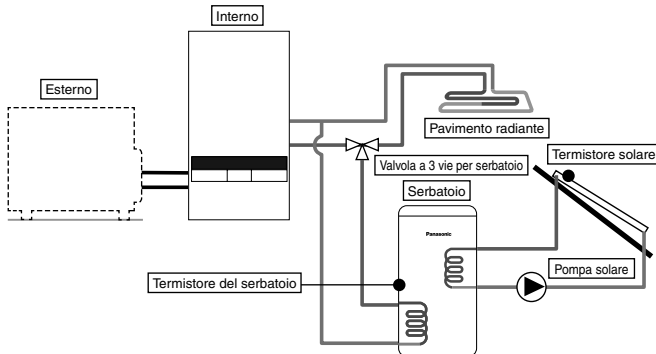 Interno
Esterno
Pavimento radiante
Termistore solare
Valvola a 3 vie per serbatoio
Serbatoio
Panasonic
Pompa solare
Termistore del serbatoio